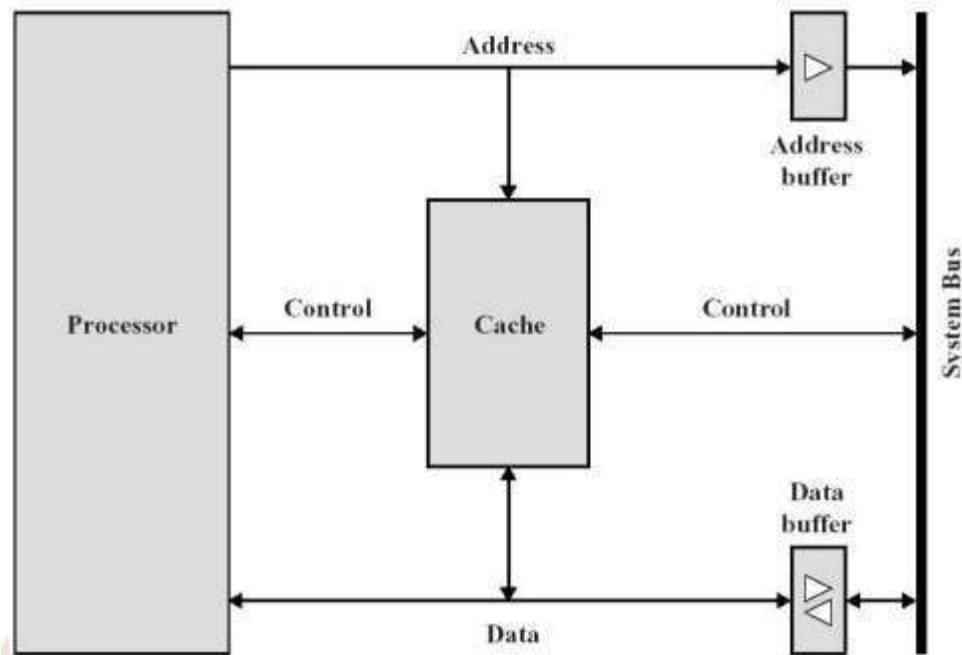 Address
Address
buffer
Processor
Control
Cache
Control
System Bus
Data
buffer
Data